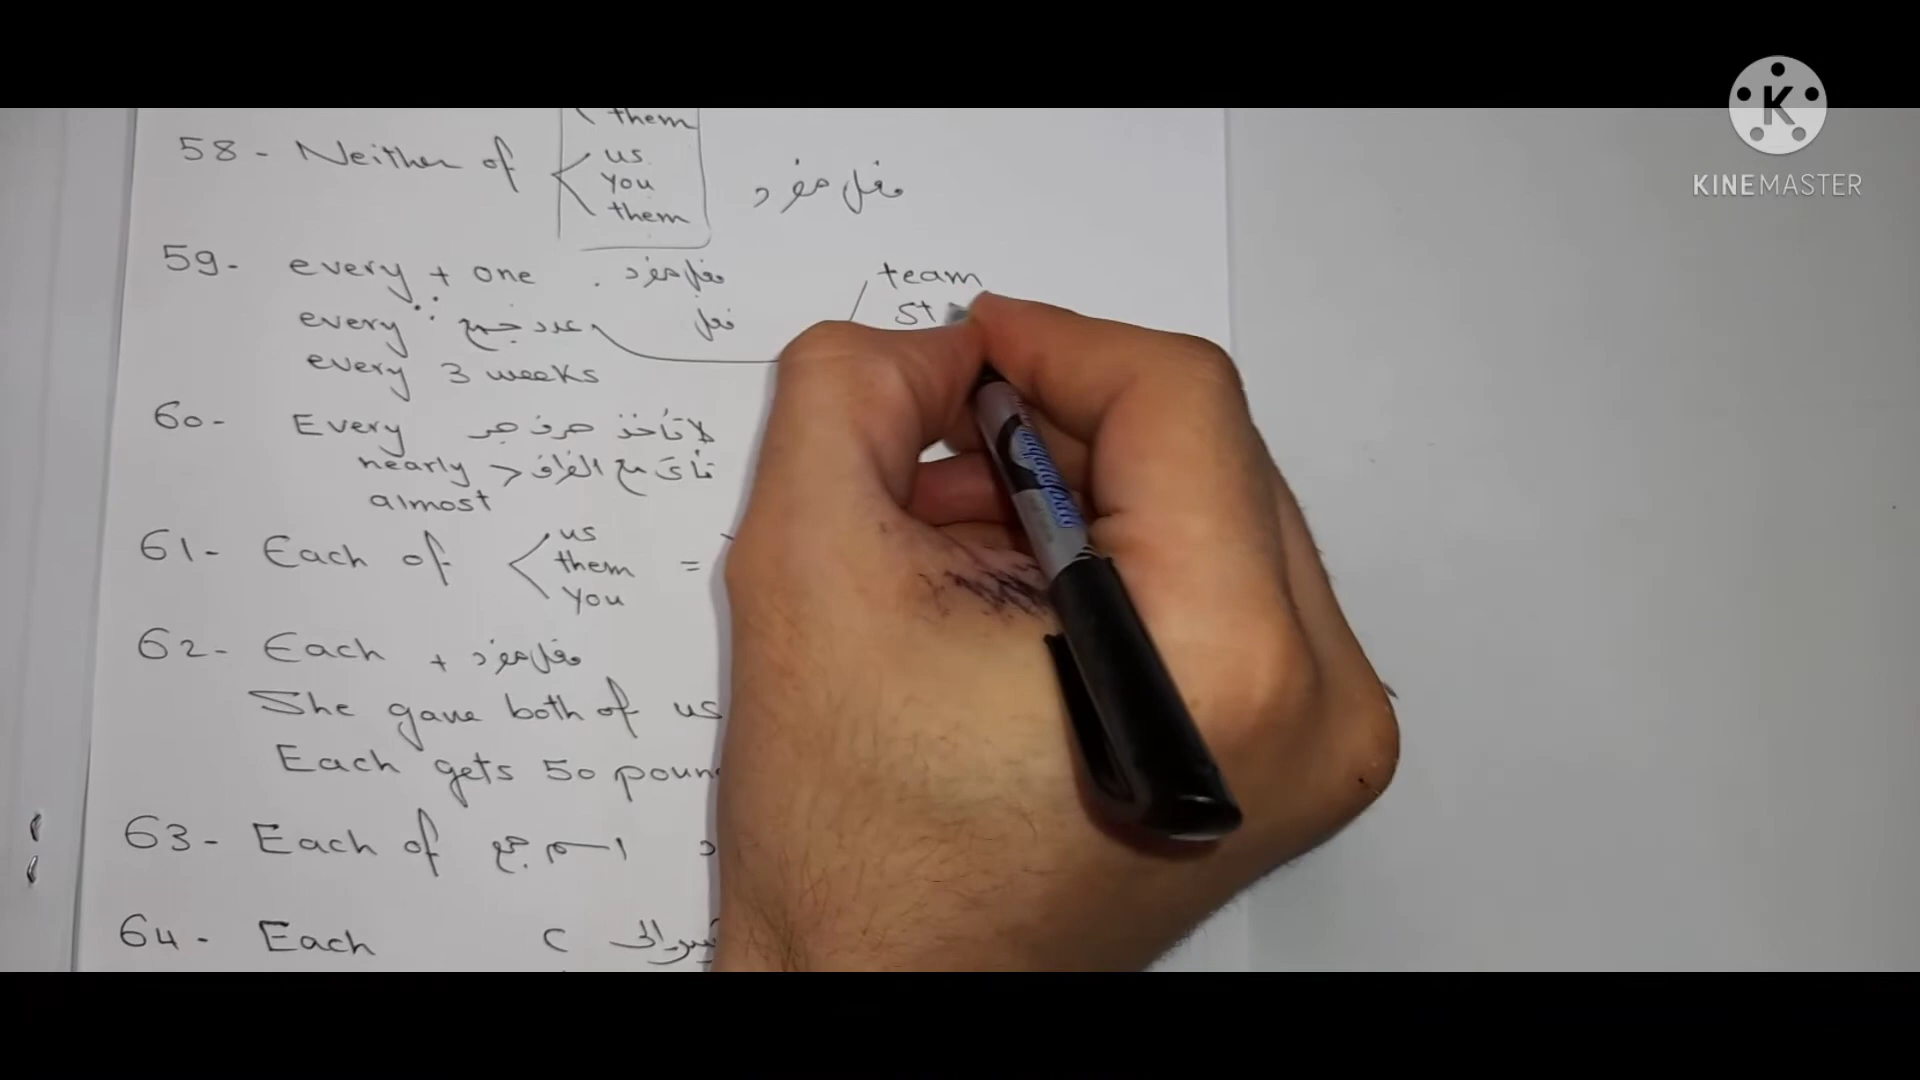 them
58 - Neither of
us
you
them
فعل مفرد
59 - every + one . فعل مفرد
every عدد جمع فعل
every 3 weeks
team
st
60 - Every لا تأخذ حرف جر
nearly
almost
61 - Each of
us
them
you
=
62 - Each + فعل مفرد
She gave both of us
Each gets 50 poun
63 - Each of اسم جمع د
64 - Each
K
KINEMASTER